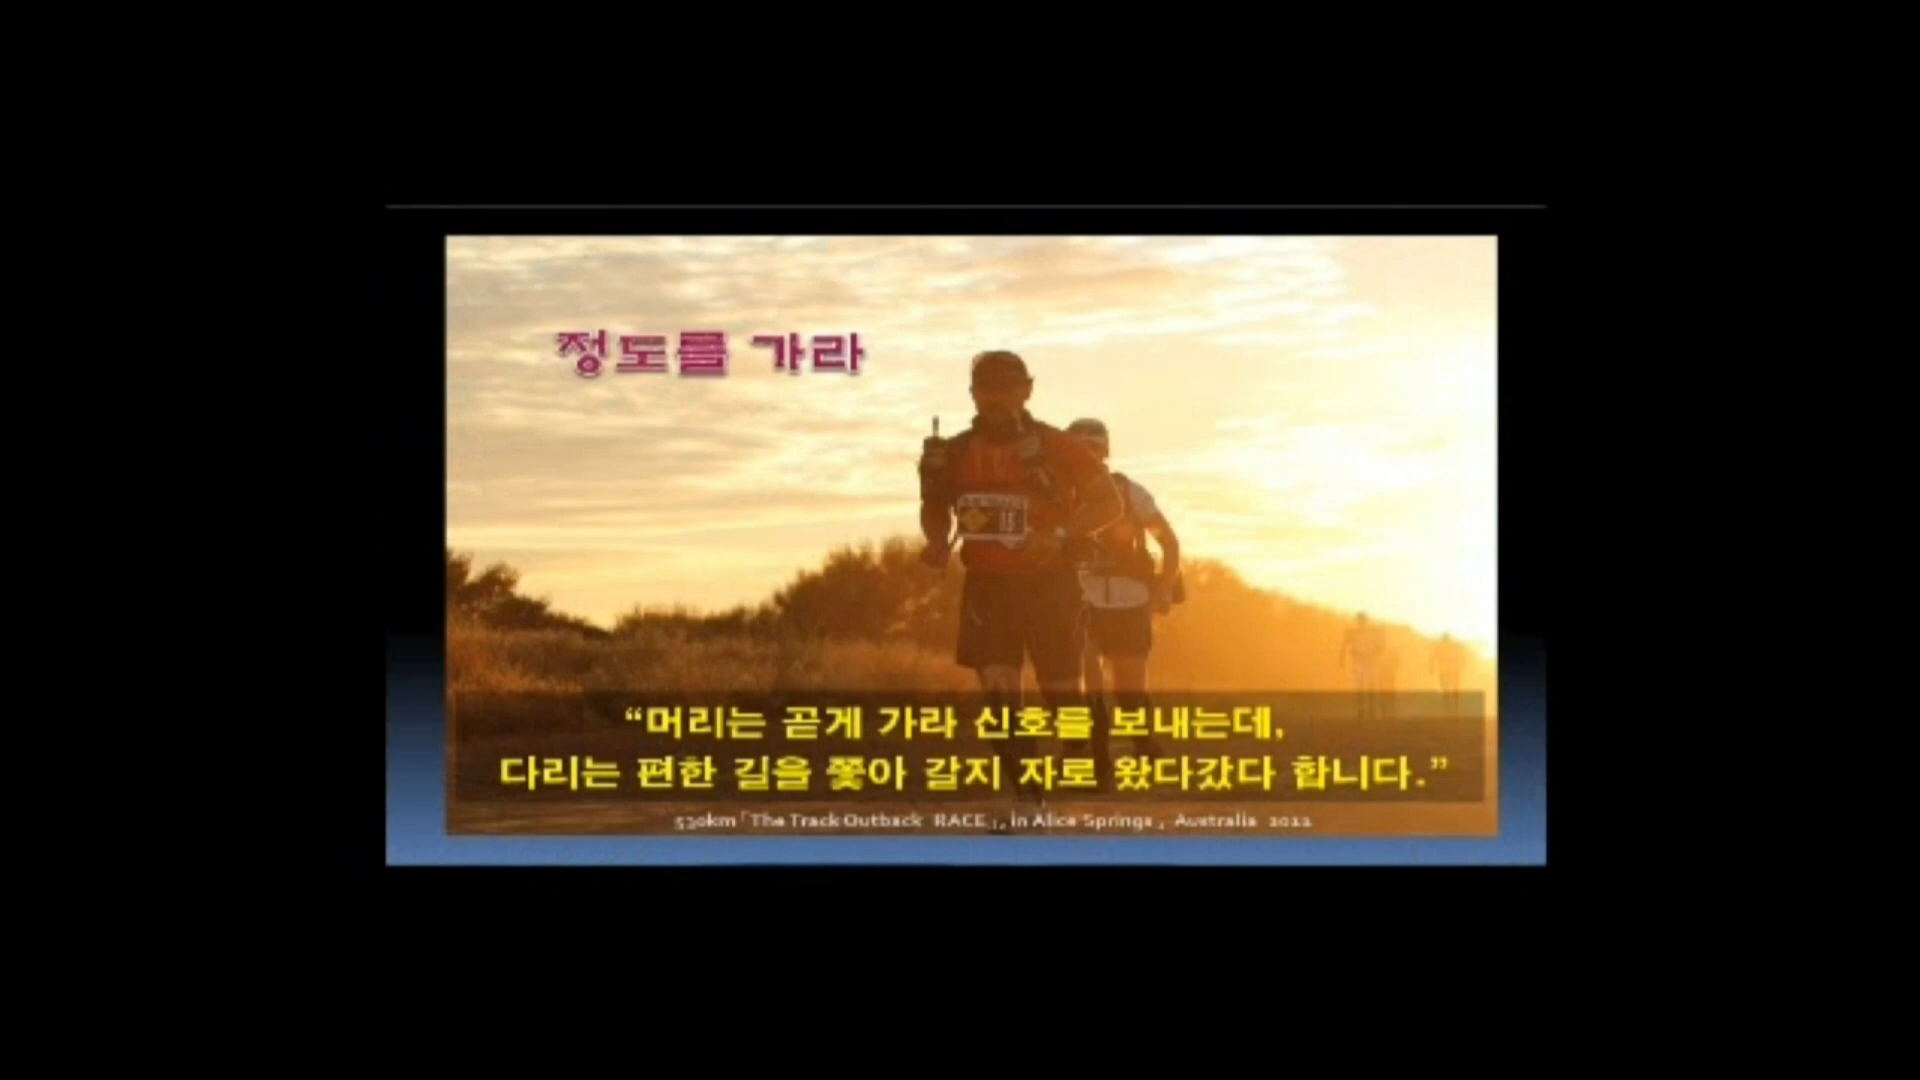 정도를 가라
15
“머리는 곧게 가라 신호를 보내는데,
다리는 편한 길을 쫓아 갈지 자로 왔다갔다 합니다.”
「The Track Outback RACE」, in Alice Springs, Australia